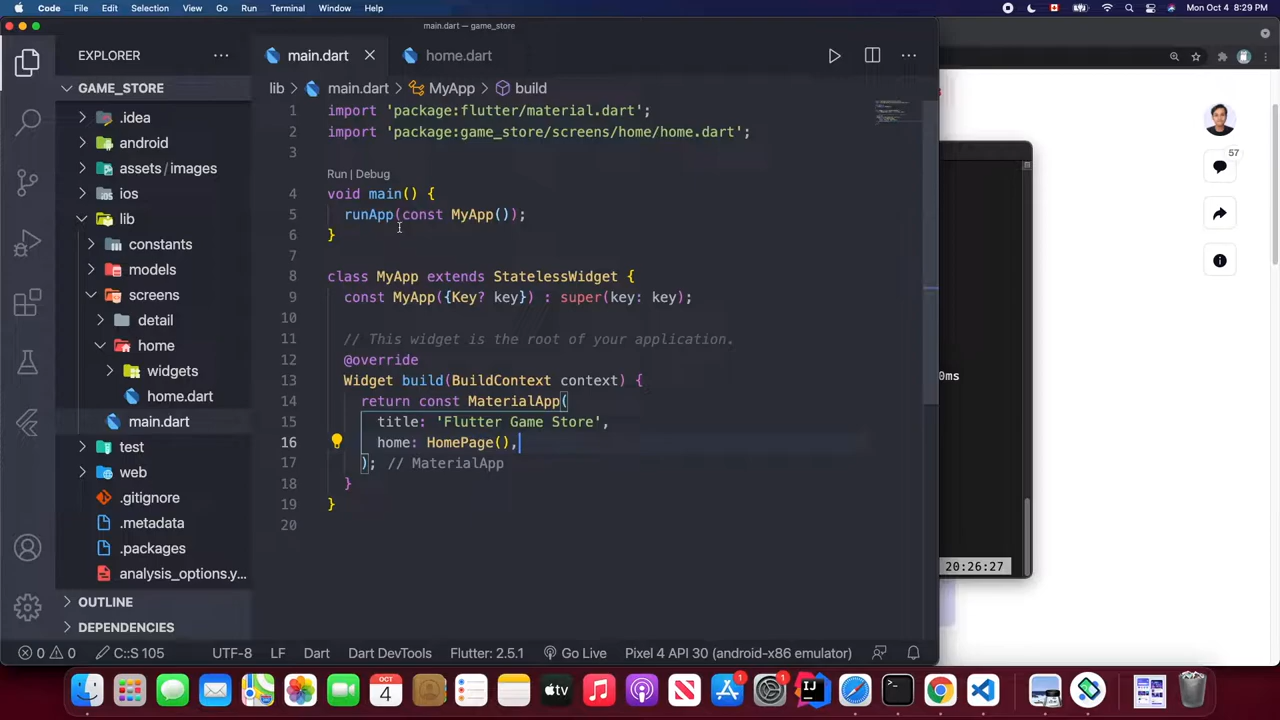 Code File Edit Selection View Go Run Terminal Window Help
Mon Oct 4 8:29 PM
main.dart — game_store
EXPLORER
main.dart
home.dart
GAME_STORE
lib main.dart MyApp build
.idea
android
assets/images
ios
lib
constants
models
screens
detail
home
widgets
home.dart
main.dart
test
web
.gitignore
.metadata
.packages
analysis_options.y...
OUTLINE
DEPENDENCIES
1 import 'package:flutter/material.dart';
2 import 'package:game_store/screens/home/home.dart';
3
Run | Debug
4 void main() {
5 runApp(const MyApp());
6 }
7
8 class MyApp extends StatelessWidget {
9 const MyApp({Key? key}) : super(key: key);
10
11 // This widget is the root of your application.
12 @override
13 Widget build(BuildContext context) {
14 return const MaterialApp(
15 title: 'Flutter Game Store',
16 home: HomePage(),
17 ); // MaterialApp
18 }
19 }
20
57
0ms
20:26:27
0 0 C::S 105 UTF-8 LF Dart Dart DevTools Flutter: 2.5.1 Go Live Pixel 4 API 30 (android-x86 emulator)
OCT
4
tv
1
1
IJ